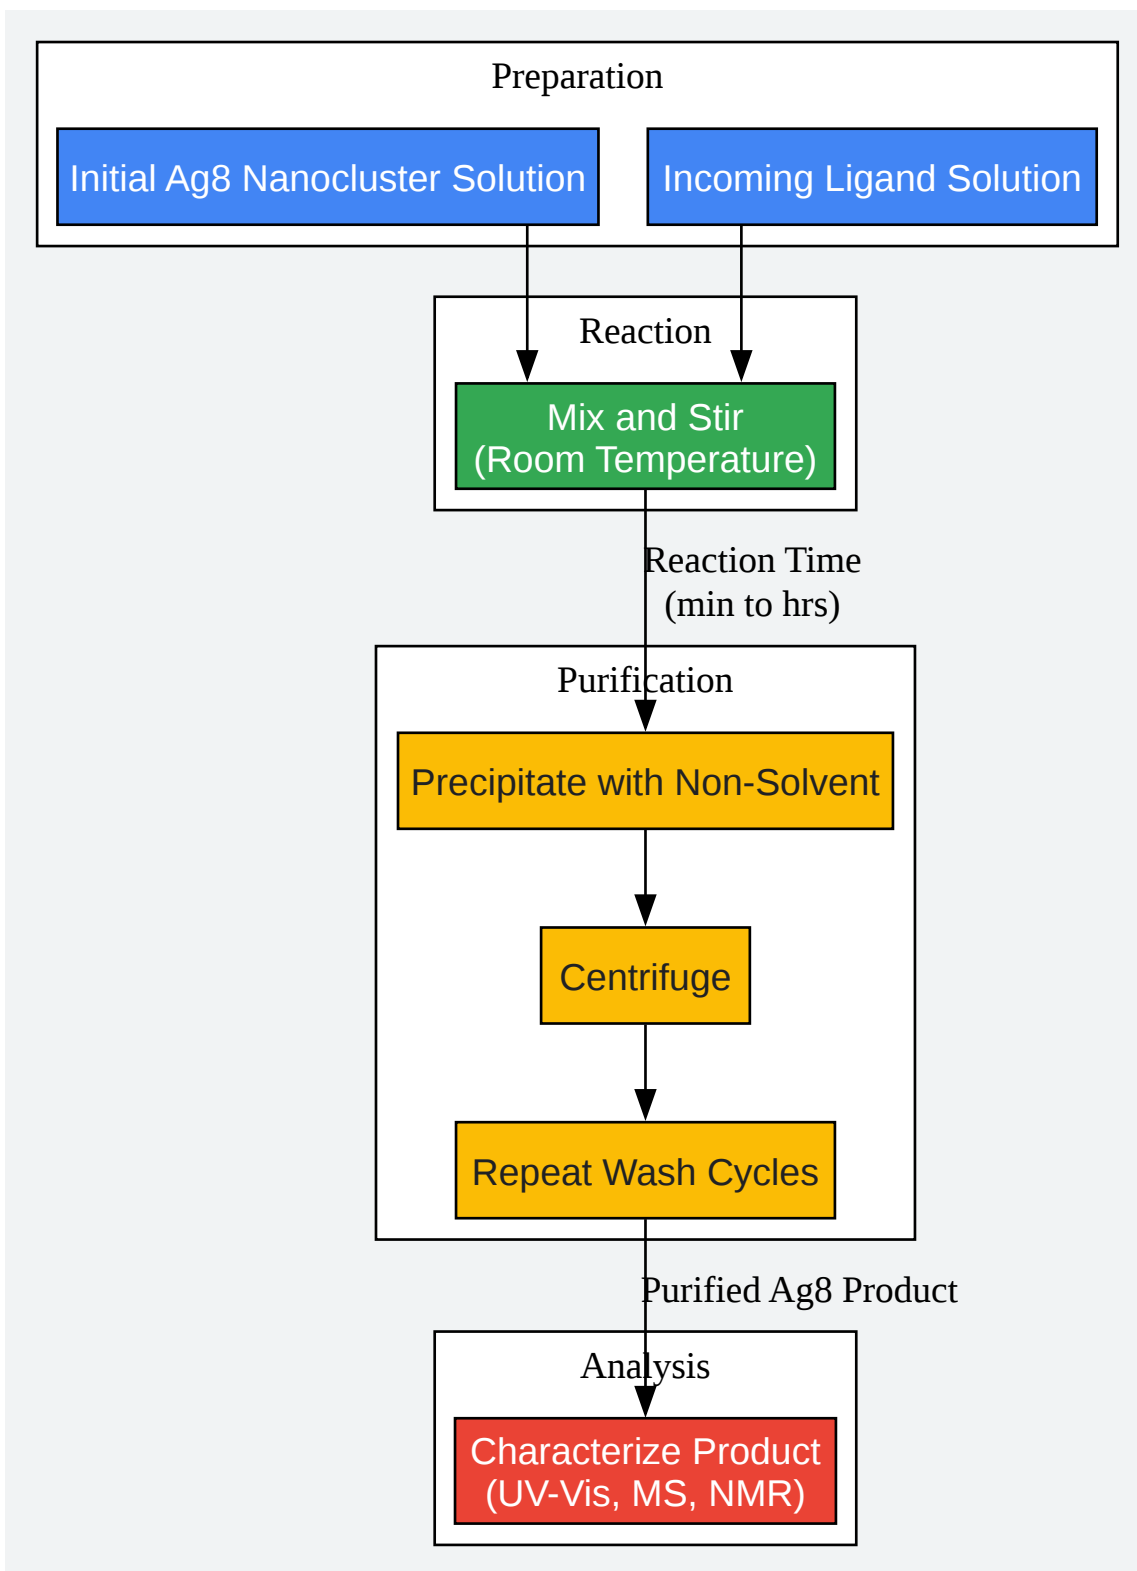 Preparation
Initial Ag8 Nanocluster Solution
Incoming Ligand Solution
Reaction
Mix and Stir
(Room Temperature)
Reaction Time
(min to hrs)
Purification
Precipitate with Non-Solvent
Centrifuge
Repeat Wash Cycles
Purified Ag8 Product
Analysis
Characterize Product
(UV-Vis, MS, NMR)